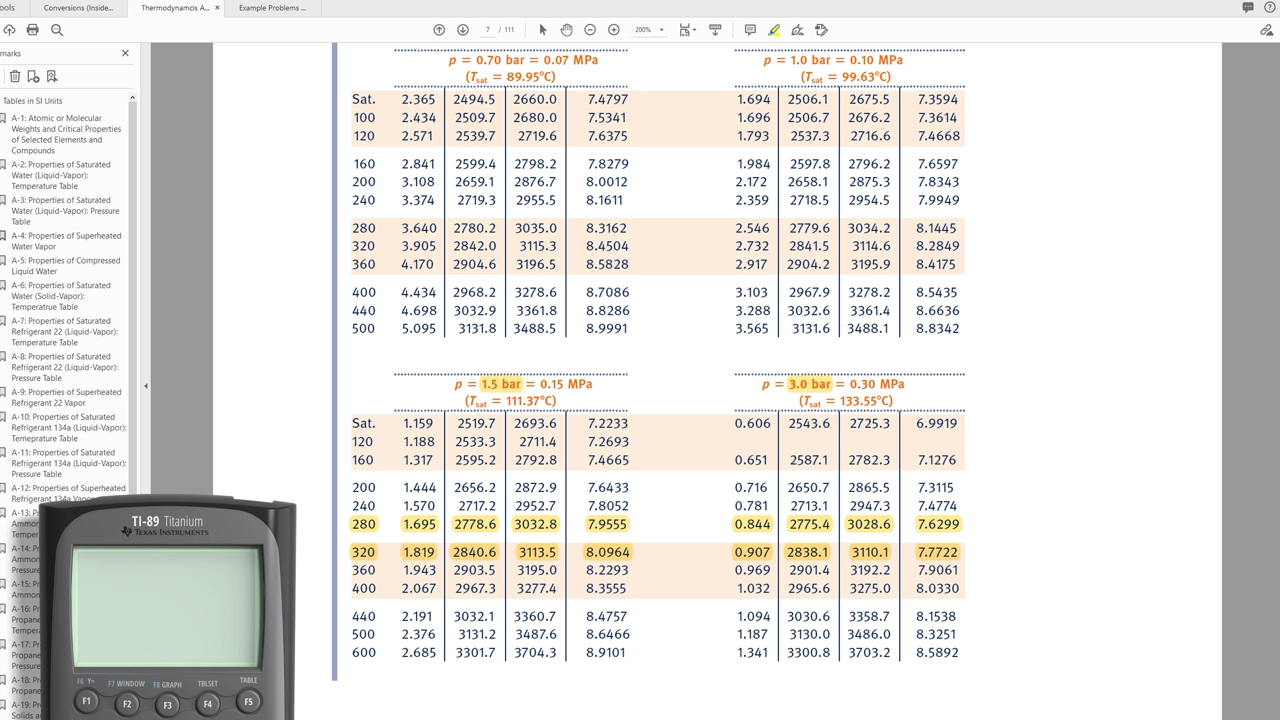 ools
Conversions (Inside...
Thermodynamcis A... ×
Example Problems ...
7 / 111
200%
marks
Tables in SI Units
A-1: Atomic or Molecular
Weights and Critical Properties
of Selected Elements and
Compounds
A-2: Properties of Saturated
Water (Liquid-Vapor):
Temperature Table
A-3: Properties of Saturated
Water (Liquid-Vapor): Pressure
Table
A-4: Properties of Superheated
Water Vapor
A-5: Properties of Compressed
Liquid Water
A-6: Properties of Saturated
Water (Solid-Vapor):
Temperatrue Table
A-7: Properties of Saturated
Refrigerant 22 (Liquid-Vapor):
Temperature Table
A-8: Properties of Saturated
Refrigerant 22 (Liquid-Vapor):
Pressure Table
A-9: Properties of Superheated
Refrigerant 22 Vapor
A-10: Properties of Saturated
Refrigerant 134a (Liquid-Vapor):
Temeprature Table
A-11: Properties of Saturated
Refrigerant 134a (Liquid-Vapor):
Pressure Table
A-12: Properties of Superheated
Refrigerant 134a Vapor
A-13:
Ammon
Temper
A-14: P
Ammon
Pressure
A-15: Pr
Ammon
A-16:
Propane
Tempera
A-17:
Propane
Pressure
A-18: P
Propane
A-19:
Solids a
p = 0.70 bar = 0.07 MPa
(Tsat = 89.95°C)
Sat. 2.365 2494.5 2660.0 7.4797
100 2.434 2509.7 2680.0 7.5341
120 2.571 2539.7 2719.6 7.6375
160 2.841 2599.4 2798.2 7.8279
200 3.108 2659.1 2876.7 8.0012
240 3.374 2719.3 2955.5 8.1611
280 3.640 2780.2 3035.0 8.3162
320 3.905 2842.0 3115.3 8.4504
360 4.170 2904.6 3196.5 8.5828
400 4.434 2968.2 3278.6 8.7086
440 4.698 3032.9 3361.8 8.8286
500 5.095 3131.8 3488.5 8.9991
p = 1.0 bar = 0.10 MPa
(Tsat = 99.63°C)
1.694 2506.1 2675.5 7.3594
1.696 2506.7 2676.2 7.3614
1.793 2537.3 2716.6 7.4668
1.984 2597.8 2796.2 7.6597
2.172 2658.1 2875.3 7.8343
2.359 2718.5 2954.5 7.9949
2.546 2779.6 3034.2 8.1445
2.732 2841.5 3114.6 8.2849
2.917 2904.2 3195.9 8.4175
3.103 2967.9 3278.2 8.5435
3.288 3032.6 3361.4 8.6636
3.565 3131.6 3488.1 8.8342
p = 1.5 bar = 0.15 MPa
(Tsat = 111.37°C)
Sat. 1.159 2519.7 2693.6 7.2233
120 1.188 2533.3 2711.4 7.2693
160 1.317 2595.2 2792.8 7.4665
200 1.444 2656.2 2872.9 7.6433
240 1.570 2717.2 2952.7 7.8052
280 1.695 2778.6 3032.8 7.9555
320 1.819 2840.6 3113.5 8.0964
360 1.943 2903.5 3195.0 8.2293
400 2.067 2967.3 3277.4 8.3555
440 2.191 3032.1 3360.7 8.4757
500 2.376 3131.2 3487.6 8.6466
600 2.685 3301.7 3704.3 8.9101
p = 3.0 bar = 0.30 MPa
(Tsat = 133.55°C)
0.606 2543.6 2725.3 6.9919
0.651 2587.1 2782.3 7.1276
0.716 2650.7 2865.5 7.3115
0.781 2713.1 2947.3 7.4774
0.844 2775.4 3028.6 7.6299
0.907 2838.1 3110.1 7.7722
0.969 2901.4 3192.2 7.9061
1.032 2965.6 3275.0 8.0330
1.094 3030.6 3358.7 8.1538
1.187 3130.0 3486.0 8.3251
1.341 3300.8 3703.2 8.5892
TI-89 Titanium
TEXAS INSTRUMENTS
F6 Y= F7 WINDOW F8 GRAPH TBLSET TABLE
F1 F2 F3 F4 F5